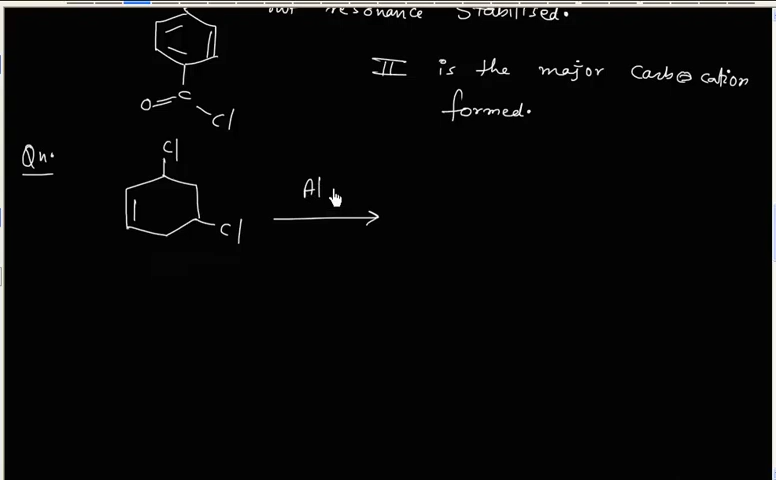 resonance Stabilised.
II is the major Carbocation
formed.
C
O
Cl
Qn.
Cl
Al
Cl